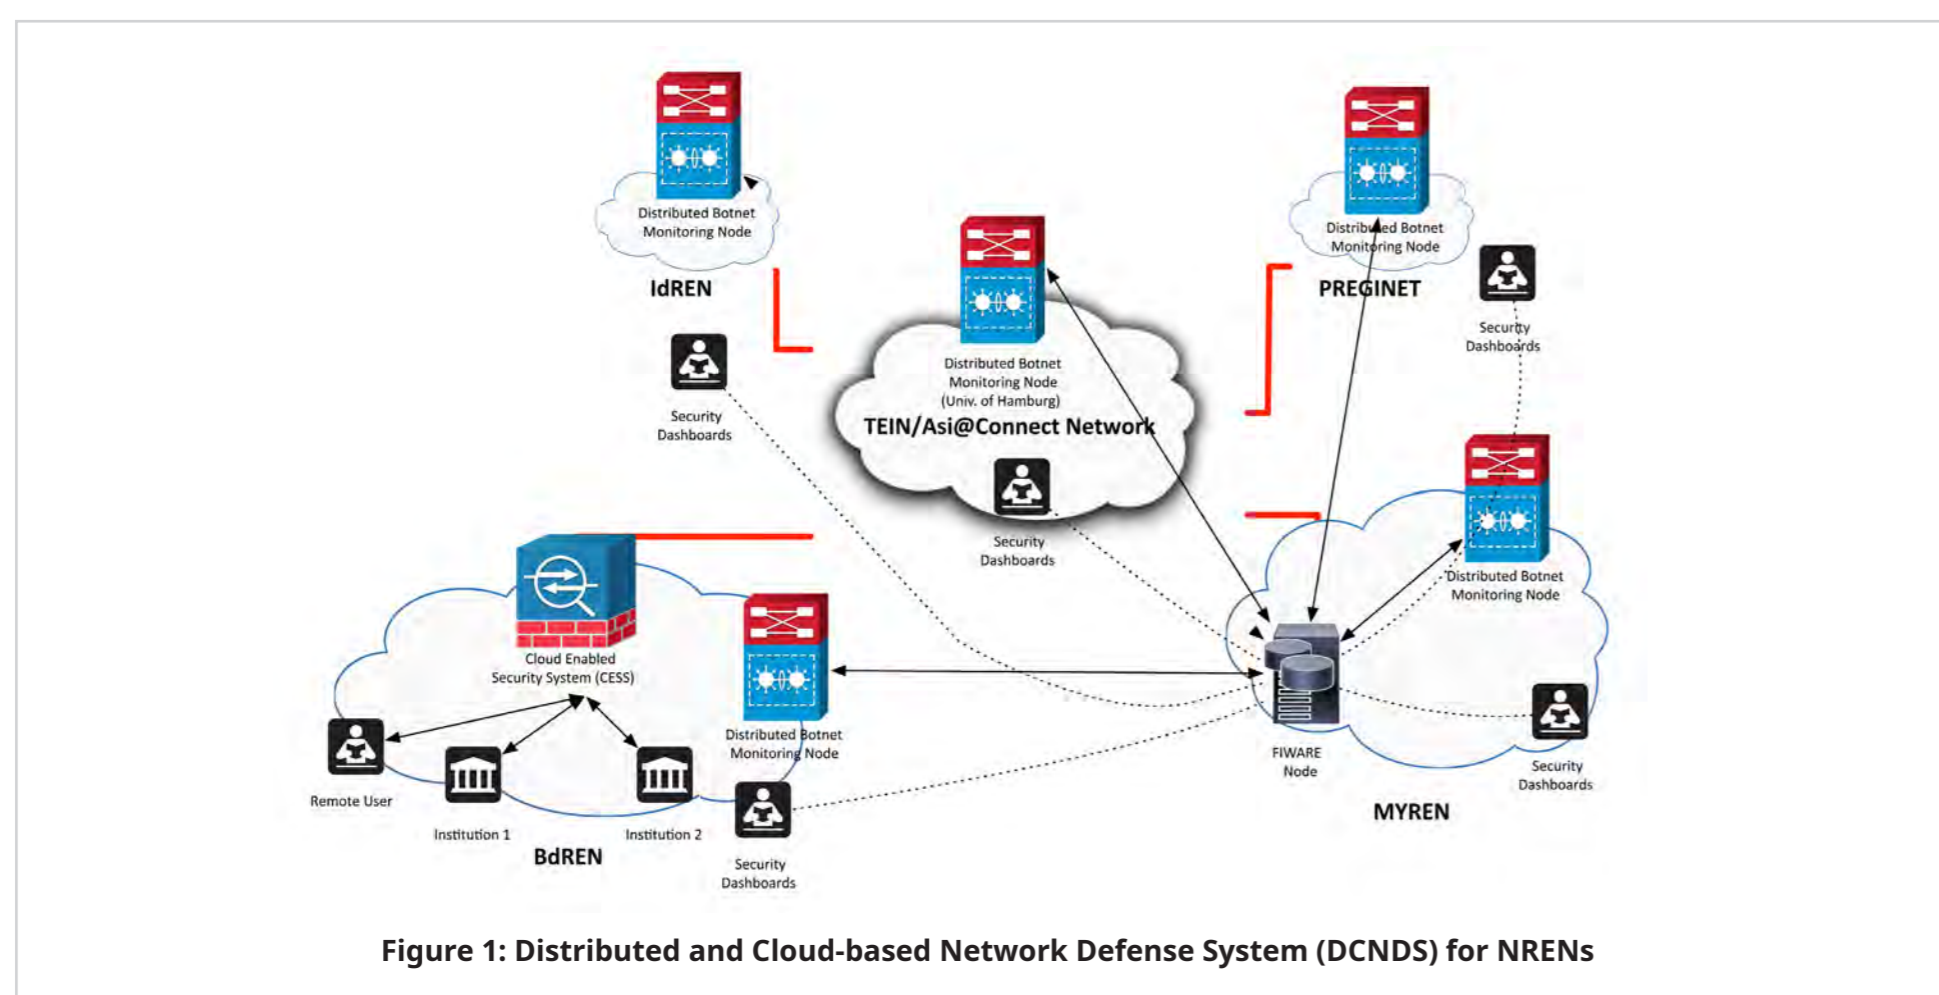 Distributed Botnet
Monitoring Node
IdREN
Security
Dashboards
Distributed Botnet
Monitoring Node
(Univ. of Hamburg)
TEIN/Asi@Connect Network
Security
Dashboards
Distributed Botnet
Monitoring Node
PREGINET
Security
Dashboards
Distributed Botnet
Monitoring Node
FIWARE
Node
Security
Dashboards
MYREN
Cloud Enabled
Security System (CESS)
Distributed Botnet
Monitoring Node
Remote User
Institution 1
Institution 2
BdREN
Security
Dashboards
Figure 1: Distributed and Cloud-based Network Defense System (DCNDS) for NRENs